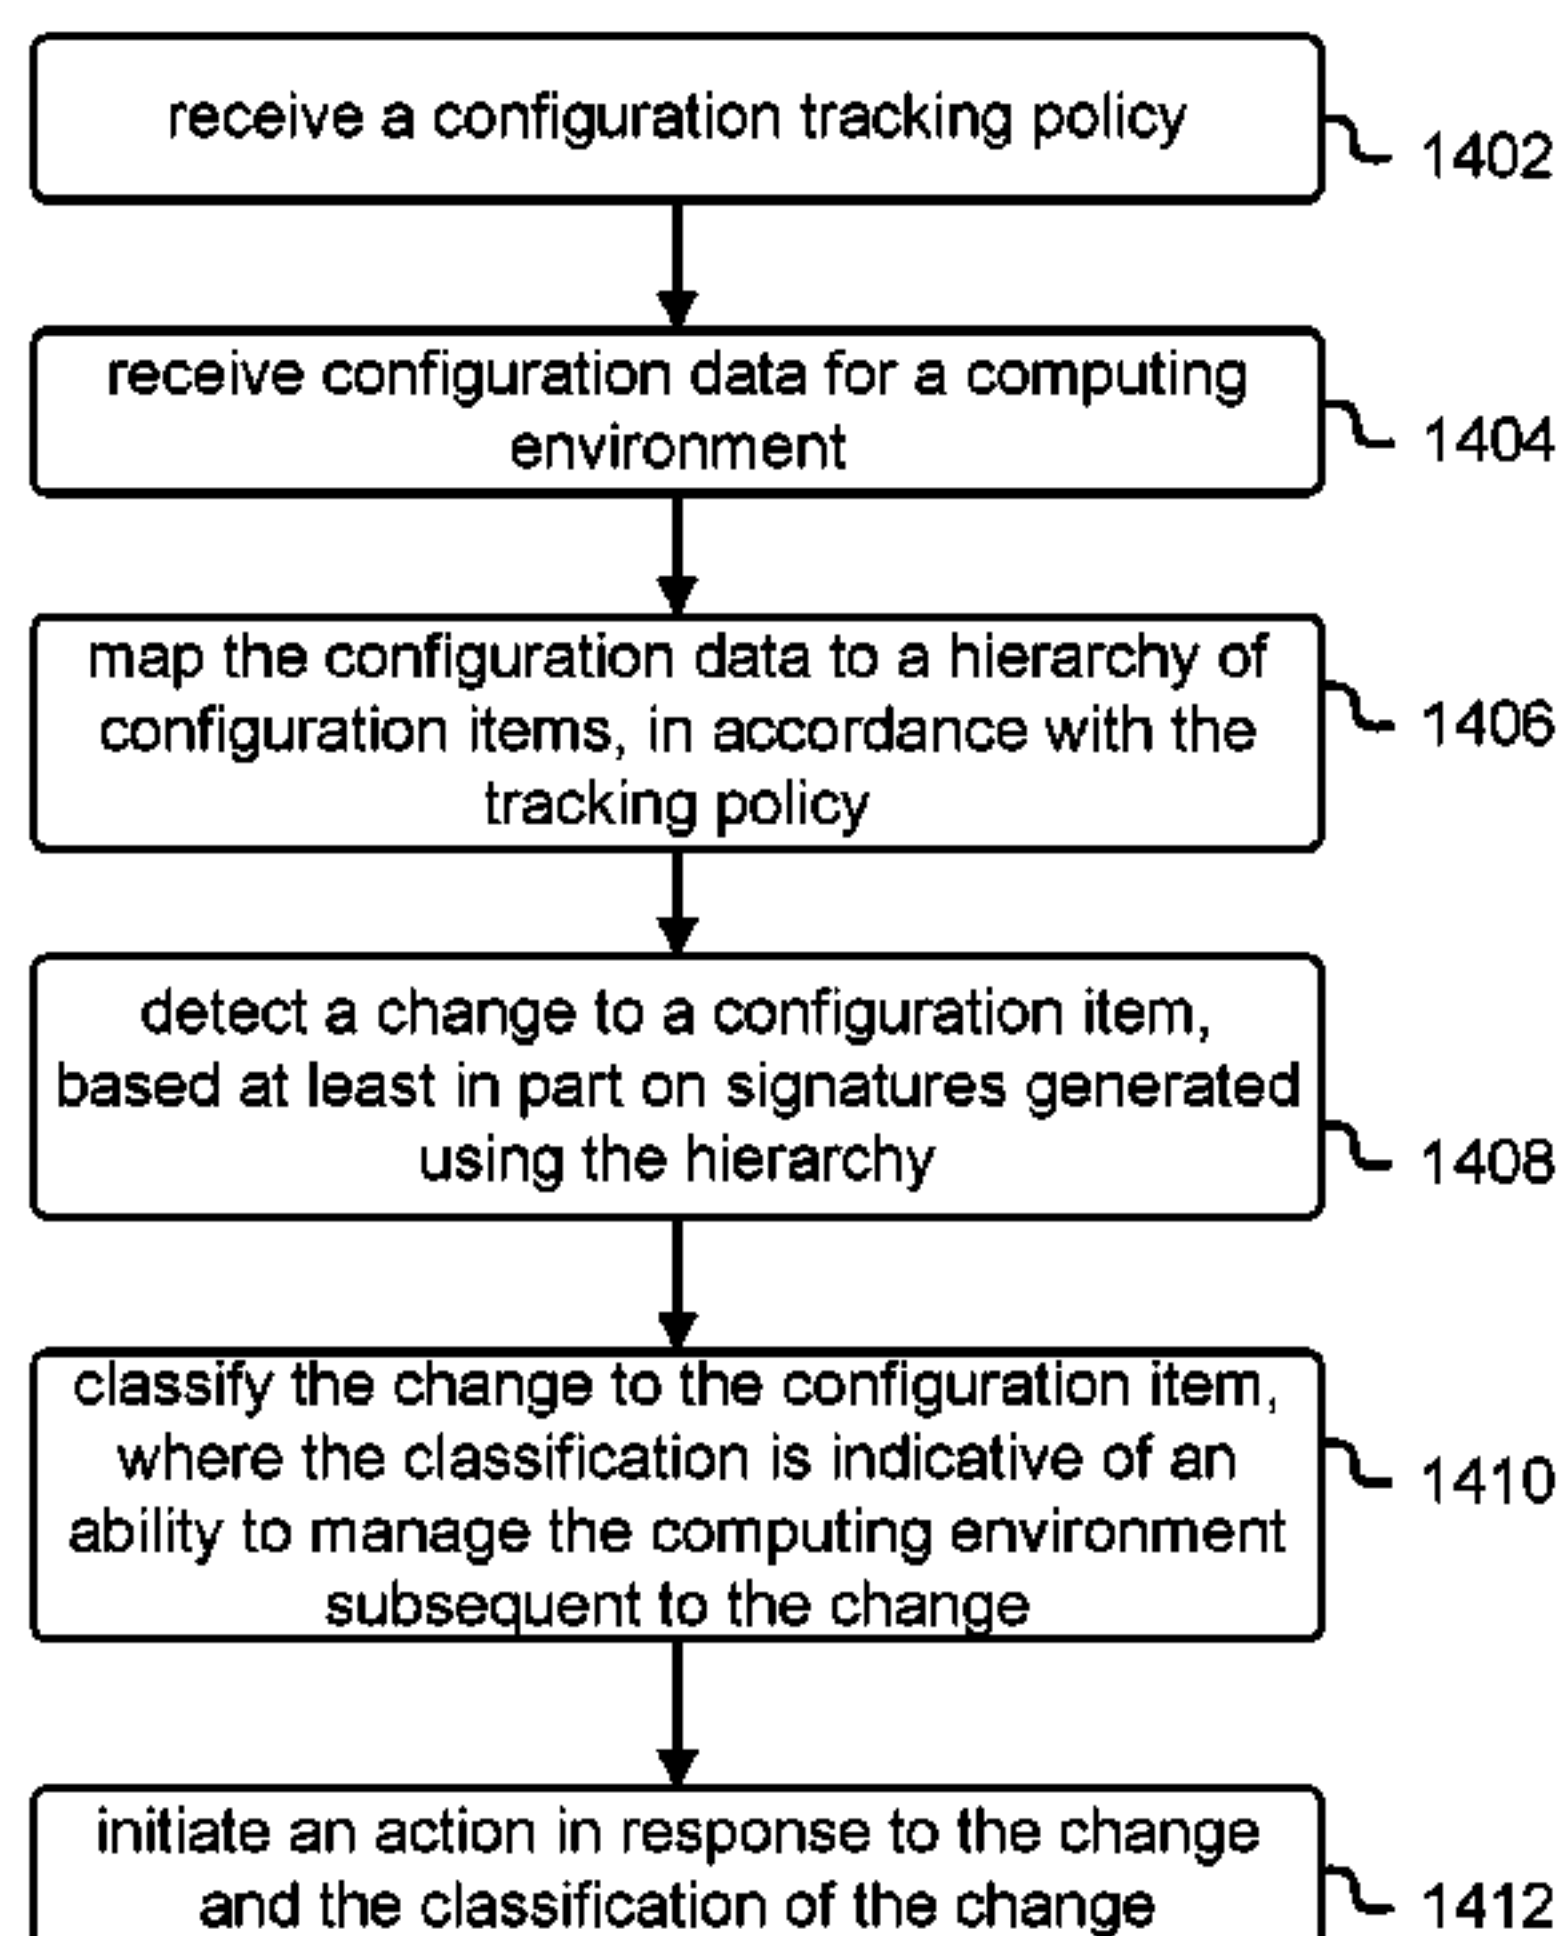 receive a configuration tracking policy
1402
receive configuration data for a computing
environment
1404
map the configuration data to a hierarchy of
configuration items, in accordance with the
tracking policy
1406
detect a change to a configuration item,
based at least in part on signatures generated
using the hierarchy
1408
classify the change to the configuration item,
where the classification is indicative of an
ability to manage the computing environment
subsequent to the change
1410
initiate an action in response to the change
and the classification of the change
1412